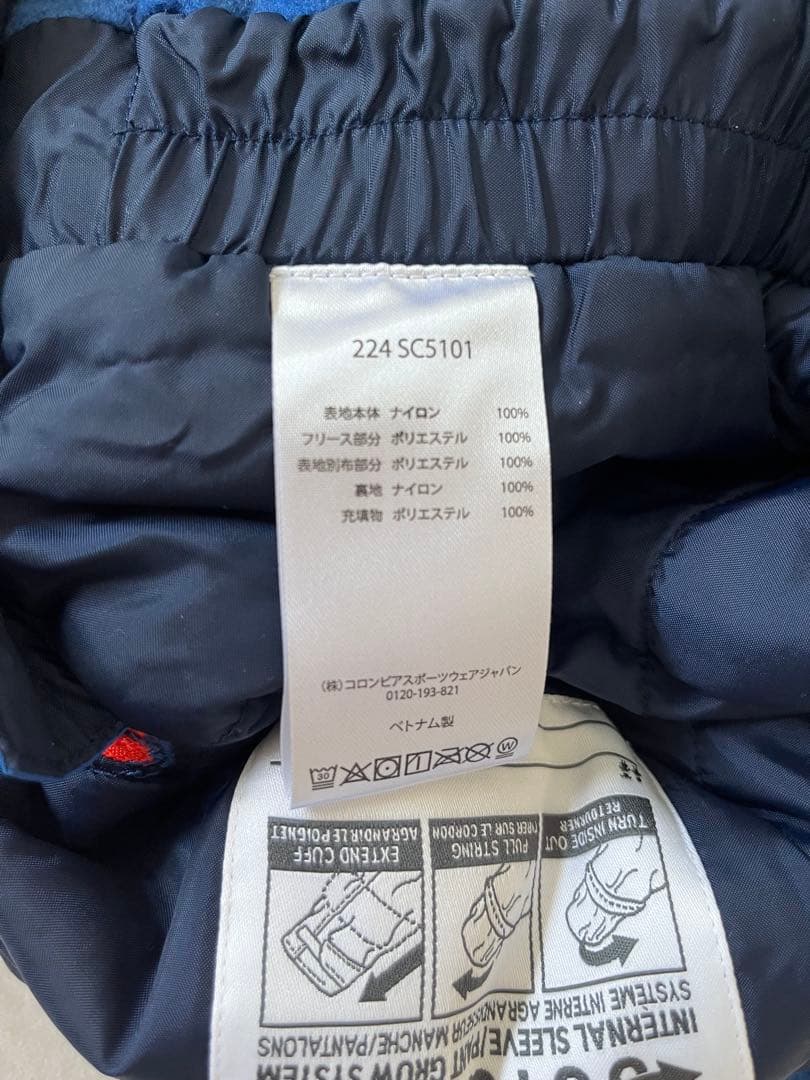 224 SC5101
表地本体 ナイロン 100%
フリース部分 ポリエステル 100%
表地別布部分 ポリエステル 100%
裏地 ナイロン 100%
充填物 ポリエステル 100%
(株)コロンビアスポーツウェアジャパン
0120-193-821
ベトナム製
30
W
TURN INSIDE OUT
RETOURNER
PULL STRING
TIRER SUR LE CORDON
EXTEND CUFF
AGRANDIR LE POIGNET
SYSTÈME INTERNE AGRANDISSEUR MANCHE/PANTALONS
INTERNAL SLEEVE/PANT GROW SYSTEM